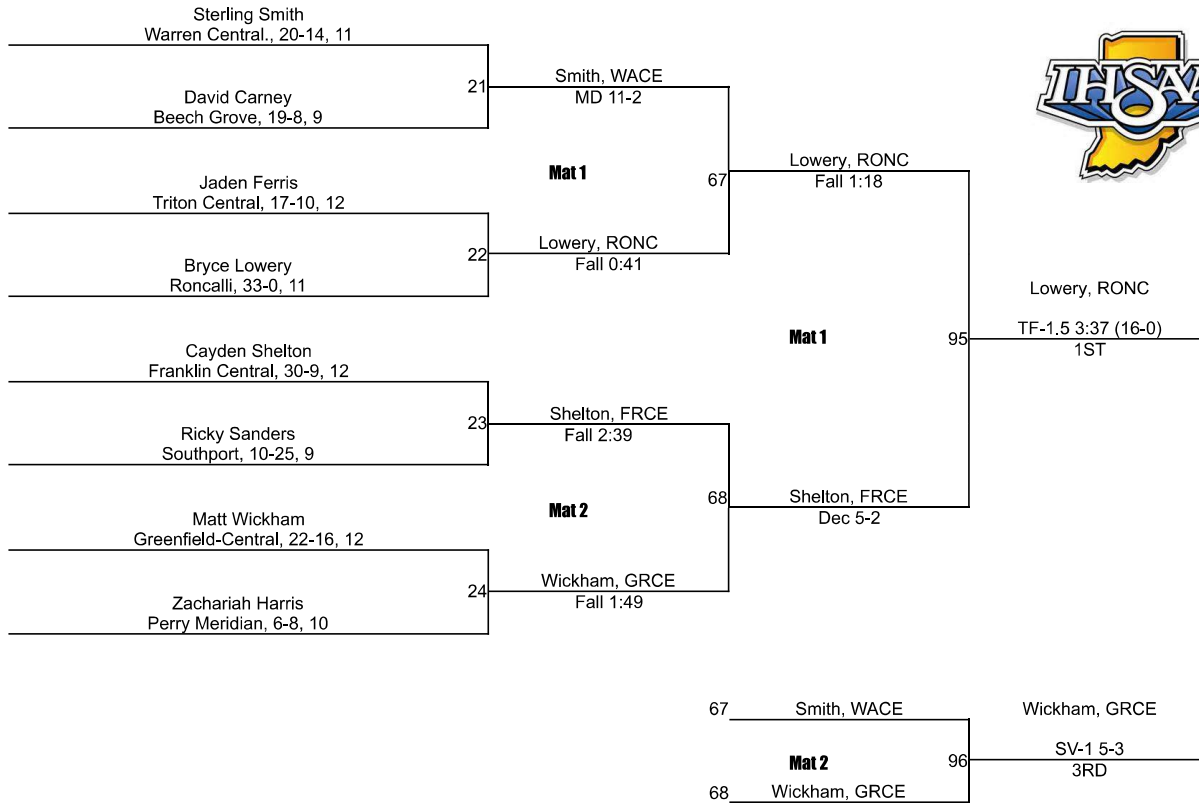 Sterling Smith
Warren Central., 20-14, 11
David Carney
Beech Grove, 19-8, 9
Jaden Ferris
Triton Central, 17-10, 12
Bryce Lowery
Roncalli, 33-0, 11
Cayden Shelton
Franklin Central, 30-9, 12
Ricky Sanders
Southport, 10-25, 9
Matt Wickham
Greenfield-Central, 22-16, 12
Zachariah Harris
Perry Meridian, 6-8, 10
21
Smith, WACE
MD 11-2
Mat 1
22
Lowery, RONC
Fall 0:41
23
Shelton, FRCE
Fall 2:39
Mat 2
24
Wickham, GRCE
Fall 1:49
67
Lowery, RONC
Fall 1:18
Mat 1
68
Shelton, FRCE
Dec 5-2
95
Lowery, RONC
TF-1.5 3:37 (16-0)
1ST
IHSAA
67
Smith, WACE
Mat 2
68
Wickham, GRCE
96
Wickham, GRCE
SV-1 5-3
3RD